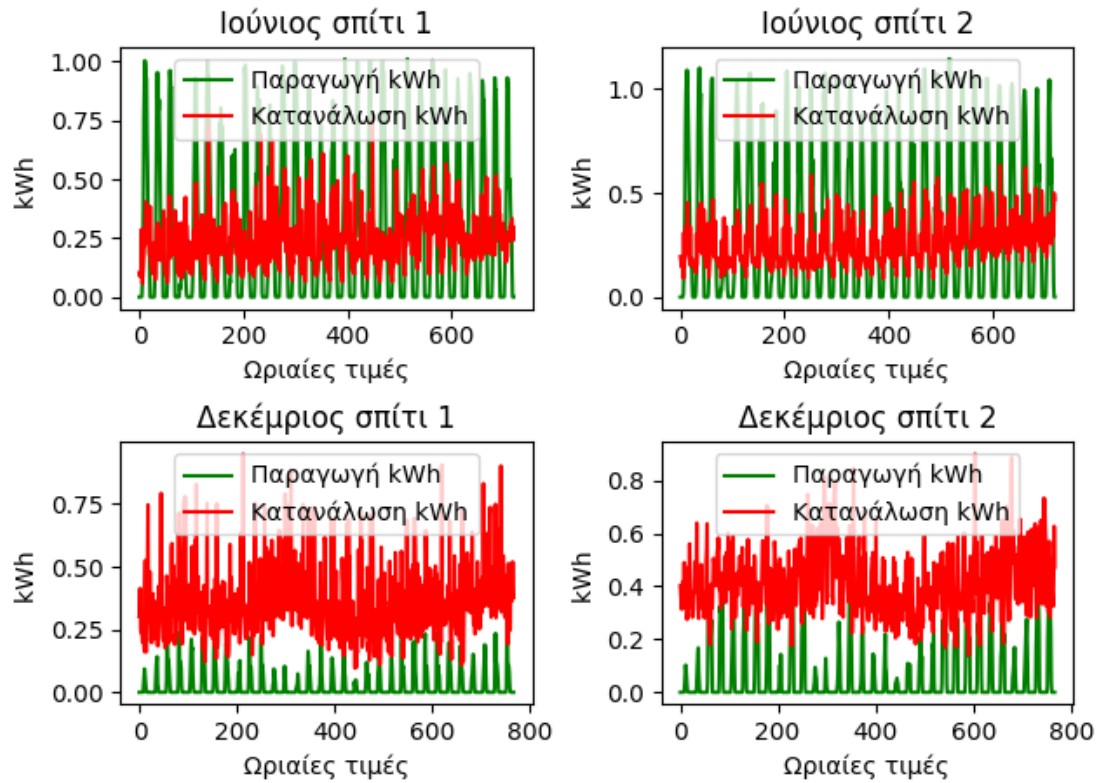 Ιούνιος σπίτι 1
1.00
0.75
0.50
0.25
0.00
kWh
Παραγωγή kWh
Κατανάλωση kWh
0 200 400 600
Ωριαίες τιμές
Ιούνιος σπίτι 2
1.0
0.5
0.0
kWh
Παραγωγή kWh
Κατανάλωση kWh
0 200 400 600
Ωριαίες τιμές
Δεκέμριος σπίτι 1
0.75
0.50
0.25
0.00
kWh
Παραγωγή kWh
Κατανάλωση kWh
0 200 400 600 800
Ωριαίες τιμές
Δεκέμριος σπίτι 2
0.8
0.6
0.4
0.2
0.0
kWh
Παραγωγή kWh
Κατανάλωση kWh
0 200 400 600 800
Ωριαίες τιμές